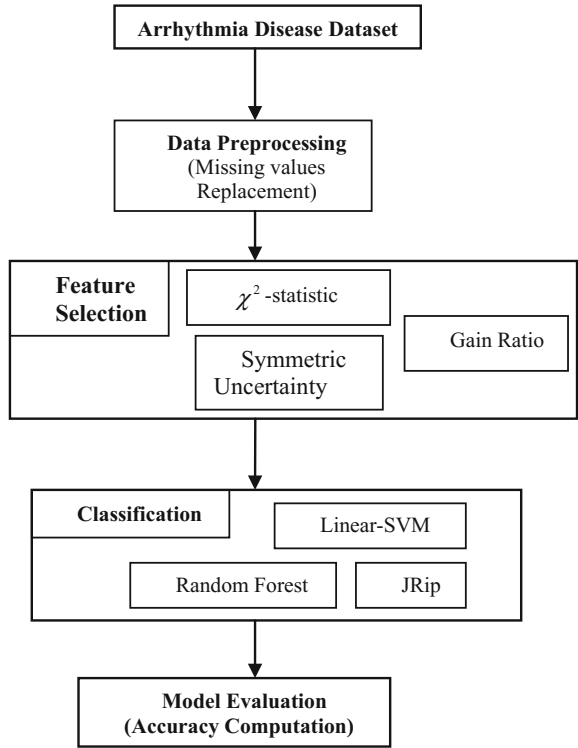 Arrhythmia Disease Dataset
Data Preprocessing
(Missing values
Replacement)
Feature
Selection
χ² -statistic
Gain Ratio
Symmetric
Uncertainty
Classification
Linear-SVM
Random Forest
JRip
Model Evaluation
(Accuracy Computation)